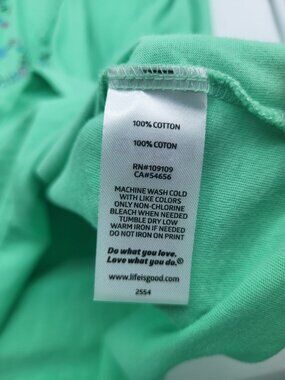 100% COTTON
100% COTON
RN#109109
CA#54656
MACHINE WASH COLD
WITH LIKE COLORS
ONLY NON-CHLORINE
BLEACH WHEN NEEDED
TUMBLE DRY LOW
WARM IRON IF NEEDED
DO NOT IRON ON PRINT
Do what you love.
Love what you do.®
www.lifeisgood.com
2554